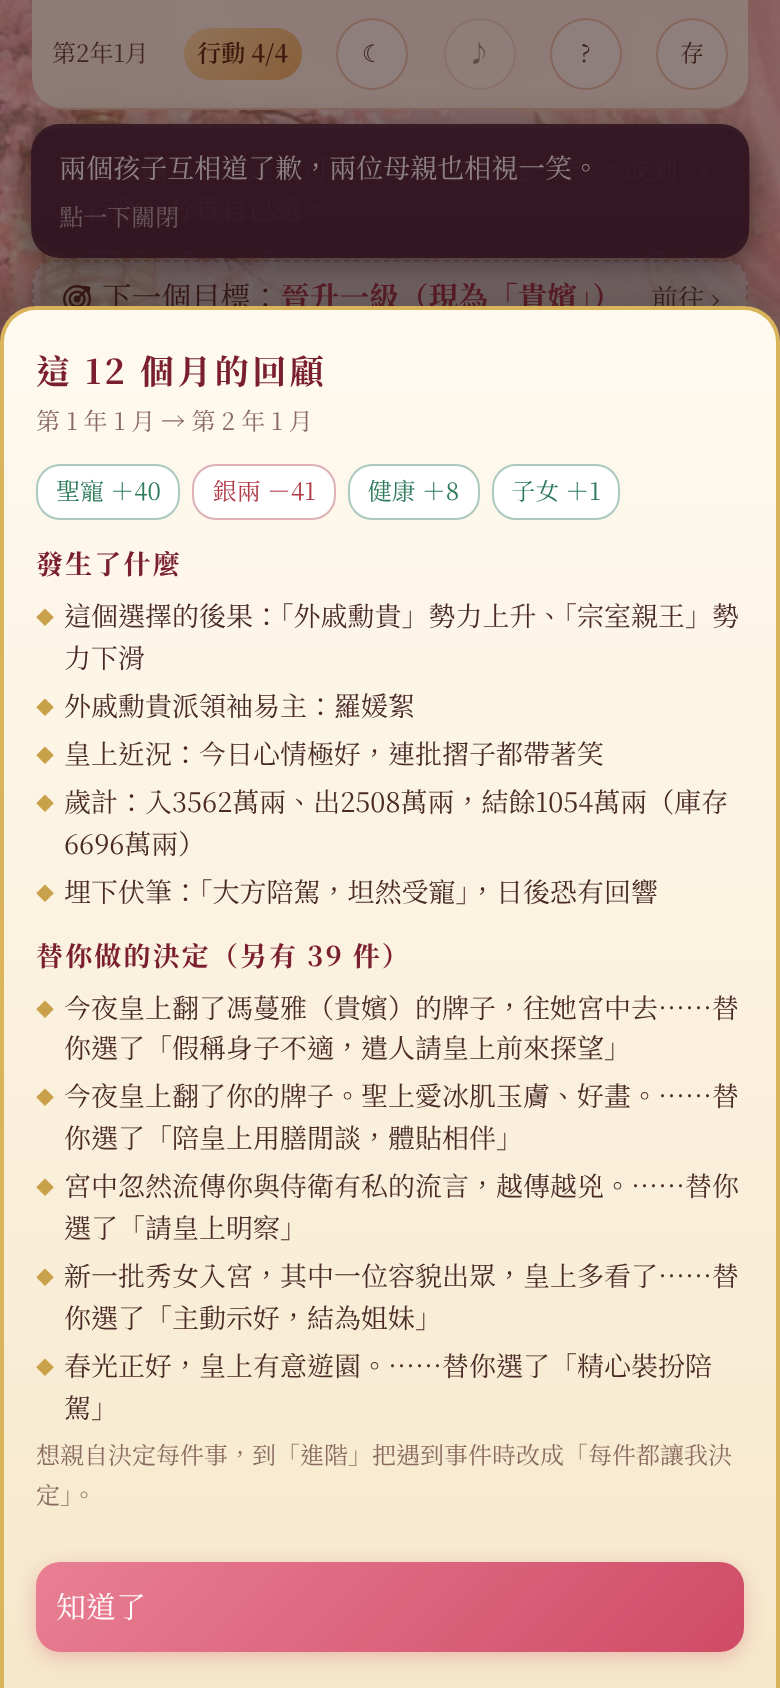 第2年1月
行動 4/4
☾
♪
?
存
兩個孩子互相道了歉，兩位母親也相視一笑。
點一下關閉
下一個目標：晉升一級（現為「貴嬪」）
前往 ›
這 12 個月的回顧
第 1 年 1 月 → 第 2 年 1 月
聖寵 ＋40
銀兩 －41
健康 ＋8
子女 ＋1
發生了什麼
◆ 這個選擇的後果：「外戚勳貴」勢力上升、「宗室親王」勢
力下滑
◆ 外戚勳貴派領袖易主：羅媛絮
◆ 皇上近況：今日心情極好，連批摺子都帶著笑
◆ 歲計：入3562萬兩、出2508萬兩，結餘1054萬兩（庫存
6696萬兩）
◆ 埋下伏筆：「大方陪駕，坦然受寵」，日後恐有回響
替你做的決定（另有 39 件）
◆ 今夜皇上翻了馮蔓雅（貴嬪）的牌子，往她宮中去……替
你選了「假稱身子不適，遣人請皇上前來探望」
◆ 今夜皇上翻了你的牌子。聖上愛冰肌玉膚、好畫。……替
你選了「陪皇上用膳閒談，體貼相伴」
◆ 宮中忽然流傳你與侍衛有私的流言，越傳越兇。……替你
選了「請皇上明察」
◆ 新一批秀女入宮，其中一位容貌出眾，皇上多看了……替
你選了「主動示好，結為姐妹」
◆ 春光正好，皇上有意遊園。……替你選了「精心裝扮陪
駕」
想親自決定每件事，到「進階」把遇到事件時改成「每件都讓我決
定」。
知道了